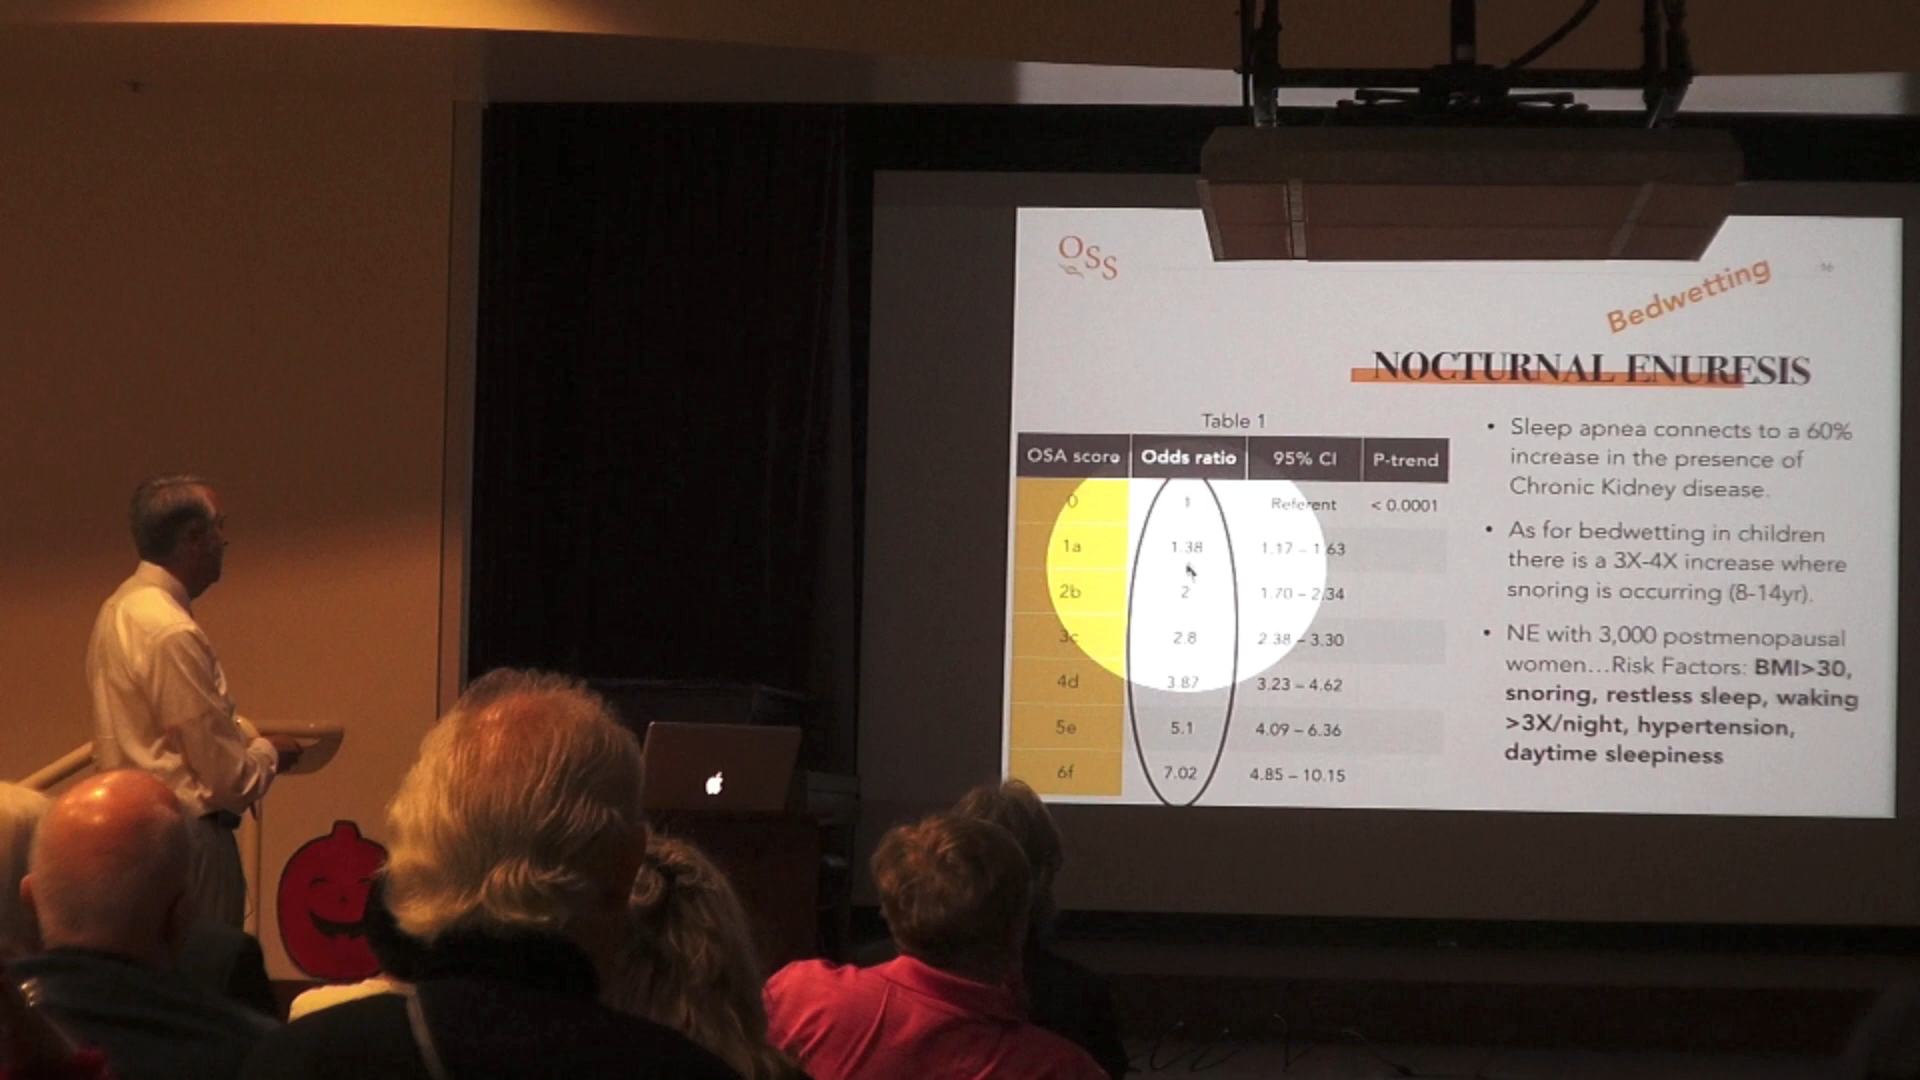 OSS
16
Bedwetting
NOCTURNAL ENURESIS
Table 1
OSA score Odds ratio 95% CI P-trend
0 1 Referent < 0.0001
1a 1.38 1.17 – 1.63
2b 2 1.70 – 2.34
3c 2.8 2.38 – 3.30
4d 3.87 3.23 – 4.62
5e 5.1 4.09 – 6.36
6f 7.02 4.85 – 10.15
• Sleep apnea connects to a 60%
increase in the presence of
Chronic Kidney disease.
• As for bedwetting in children
there is a 3X-4X increase where
snoring is occurring (8-14yr).
• NE with 3,000 postmenopausal
women...Risk Factors: BMI>30,
snoring, restless sleep, waking
>3X/night, hypertension,
daytime sleepiness